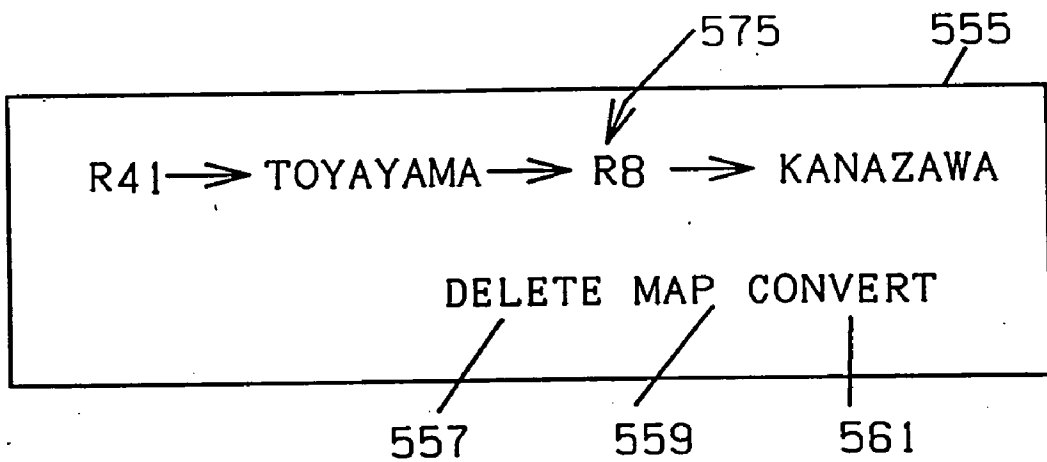 575 555
R41 → TOYAYAMA → R8 → KANAZAWA
DELETE MAP CONVERT
557 559 561